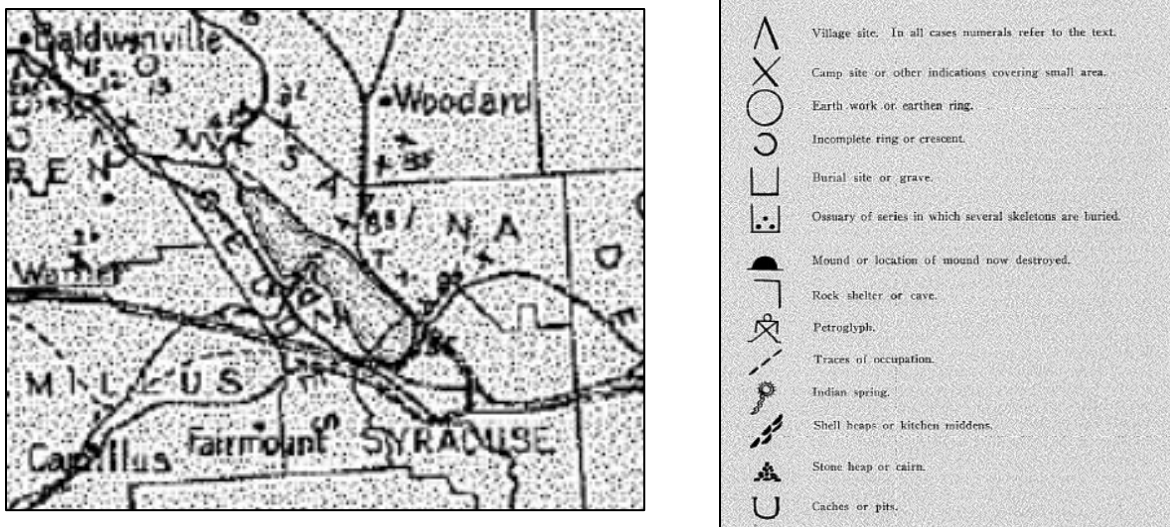 Baldwinville
Woodard
Warner
MILLUS
Camillus
Fairmount
SYRACUSE
Village site. In all cases numerals refer to the text.
Camp site or other indications covering small area.
Earth work or earthen ring.
Incomplete ring or crescent.
Burial site or grave.
Ossuary of series in which several skeletons are buried.
Mound or location of mound now destroyed.
Rock shelter or cave.
Petroglyph.
Traces of occupation.
Indian spring.
Shell heaps or kitchen middens.
Stone heap or cairn.
Caches or pits.